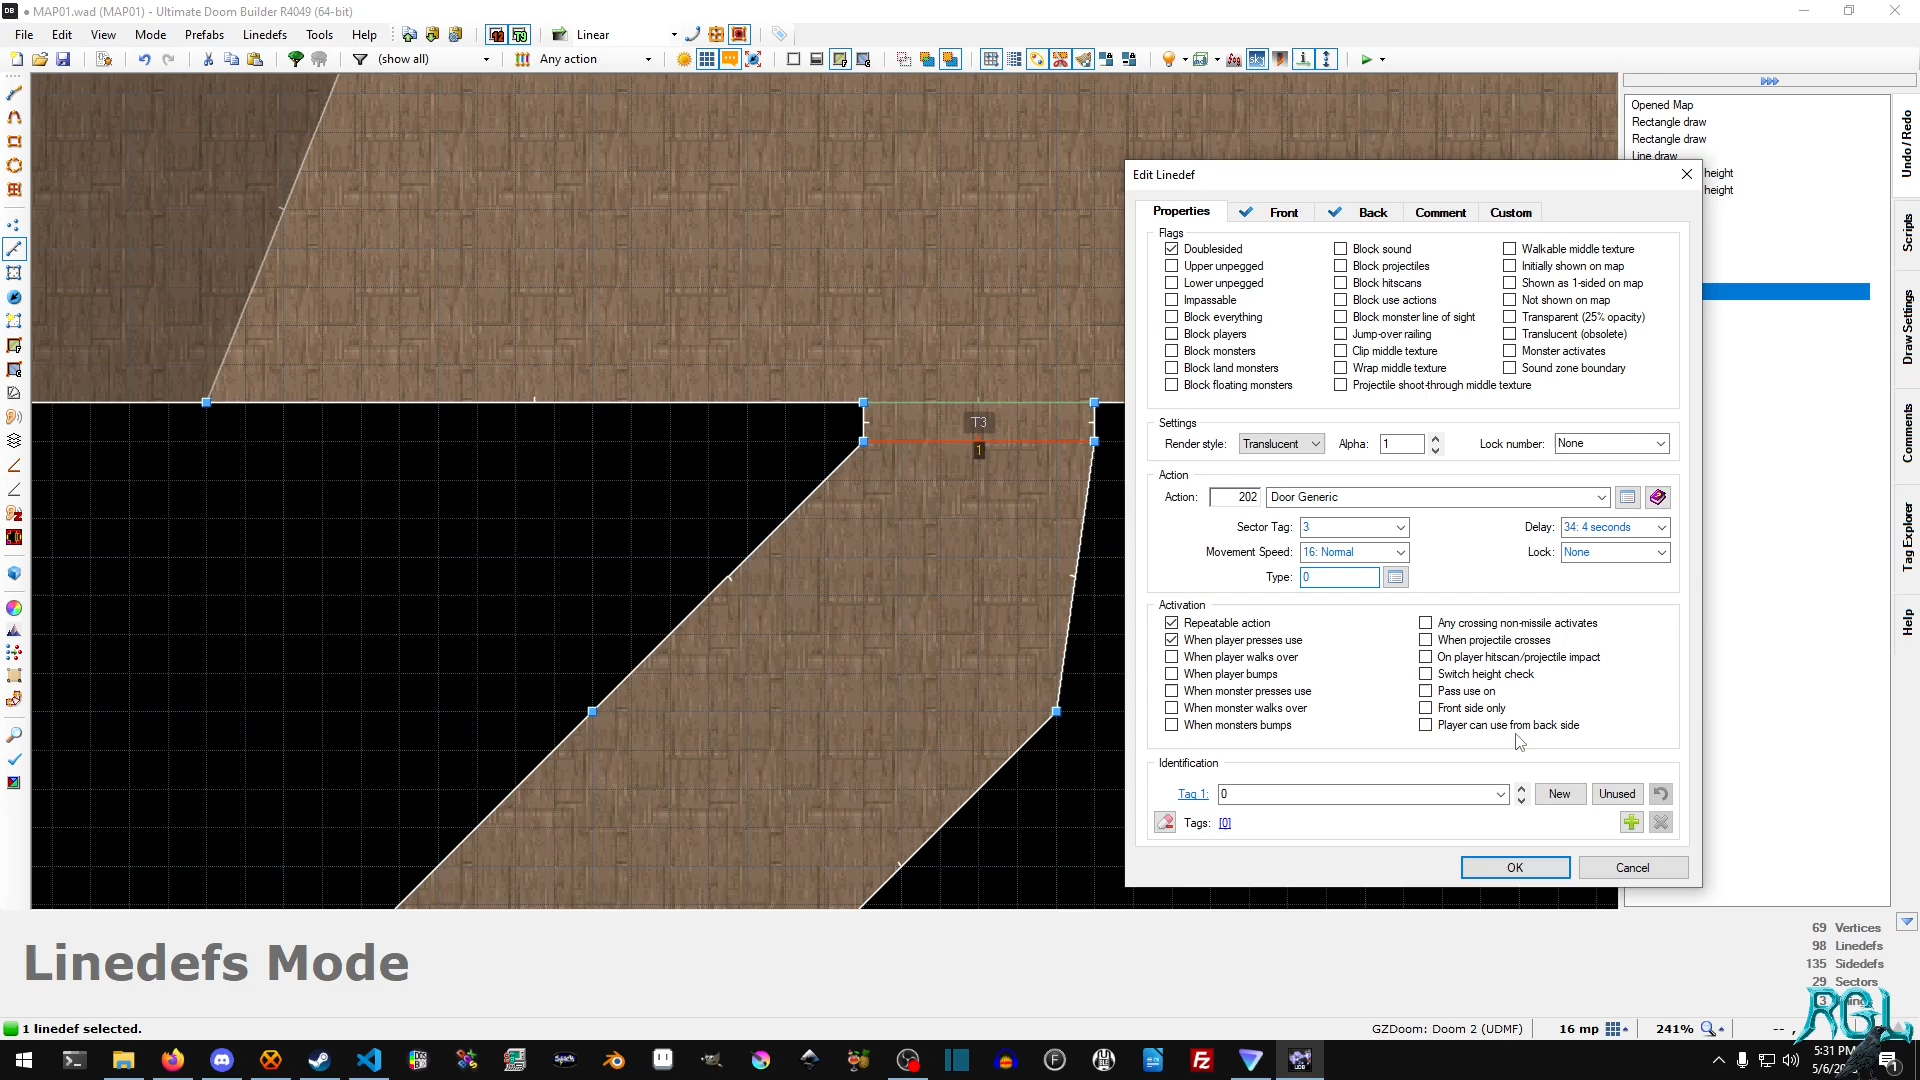 DB • MAP01.wad (MAP01) - Ultimate Doom Builder R4049 (64-bit)
File Edit View Mode Prefabs Linedefs Tools Help Linear
(show all) Any action
Opened Map
Rectangle draw
Rectangle draw
Line draw
height
height
Undo / Redo
Scripts
Draw Settings
Comments
Tag Explorer
Help
T3
1
Edit Linedef
Properties Front Back Comment Custom
Flags
Doublesided Block sound Walkable middle texture
Upper unpegged Block projectiles Initially shown on map
Lower unpegged Block hitscans Shown as 1-sided on map
Impassable Block use actions Not shown on map
Block everything Block monster line of sight Transparent (25% opacity)
Block players Jump-over railing Translucent (obsolete)
Block monsters Clip middle texture Monster activates
Block land monsters Wrap middle texture Sound zone boundary
Block floating monsters Projectile shoot-through middle textrure
Settings
Render style: Translucent Alpha: 1 Lock number: None
Action
Action: 202 Door Generic
Sector Tag: 3 Delay: 34: 4 seconds
Movement Speed: 16: Normal Lock: None
Type: 0
Activation
Repeatable action Any crossing non-missile activates
When player presses use When projectile crosses
When player walks over On player hitscan/projectile impact
When player bumps Switch height check
When monster presses use Pass use on
When monster walks over Front side only
When monsters bumps Player can use from back side
Identification
Tag 1: 0 New Unused
Tags: [0]
OK Cancel
Linedefs Mode
69 Vertices
98 Linedefs
135 Sidedefs
29 Sectors
3
RGL
1 linedef selected. GZDoom: Doom 2 (UDMF) 16 mp 241% -- ,
5:31 PM